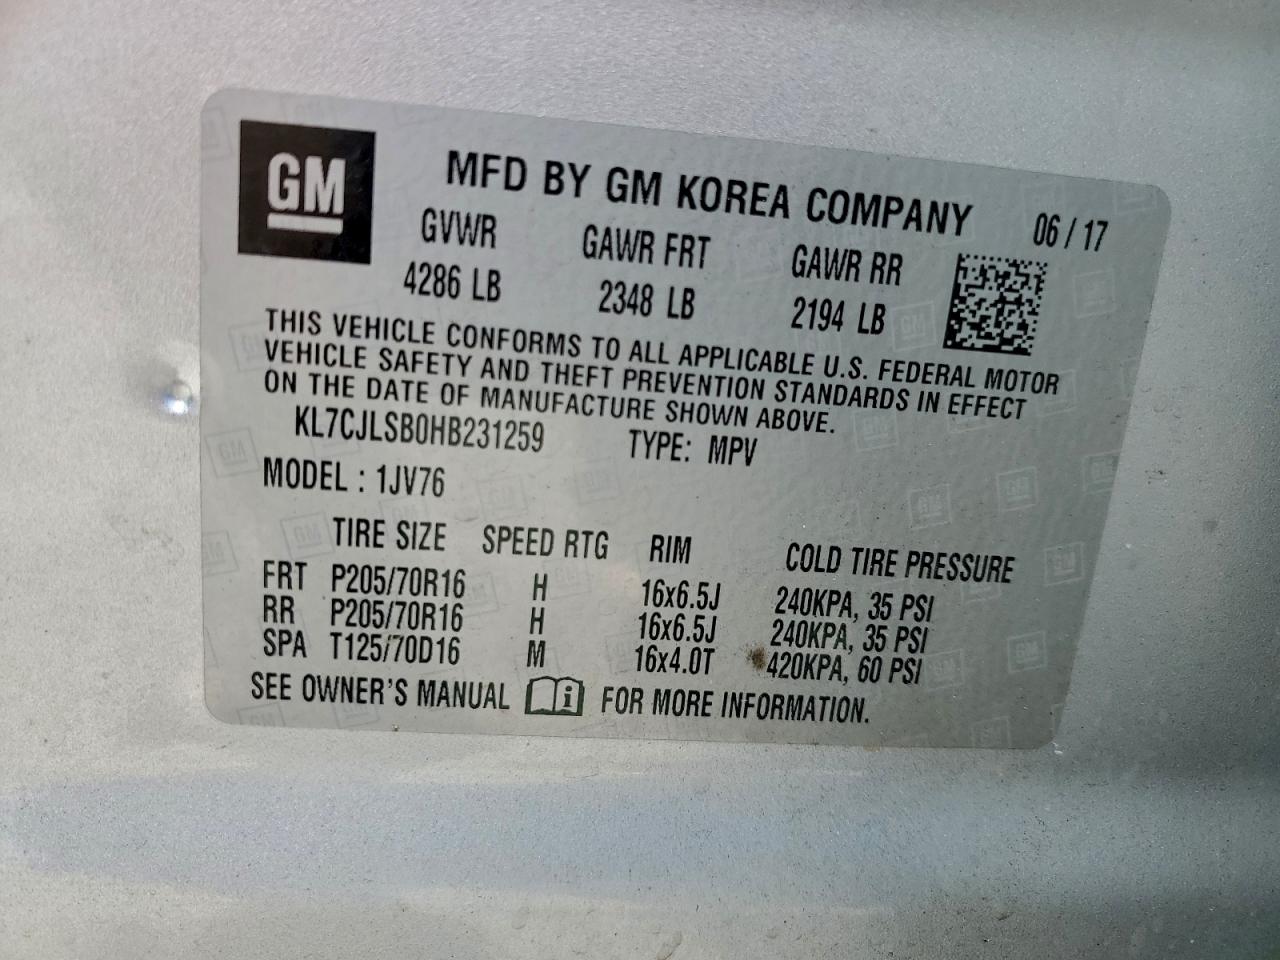 GM
MFD BY GM KOREA COMPANY 06 / 17
GVWR GAWR FRT GAWR RR
4286 LB 2348 LB 2194 LB
THIS VEHICLE CONFORMS TO ALL APPLICABLE U.S. FEDERAL MOTOR
VEHICLE SAFETY AND THEFT PREVENTION STANDARDS IN EFFECT
ON THE DATE OF MANUFACTURE SHOWN ABOVE.
KL7CJLSB0HB231259 TYPE: MPV
MODEL : 1JV76
TIRE SIZE SPEED RTG RIM COLD TIRE PRESSURE
FRT P205/70R16 H 16x6.5J 240KPA, 35 PSI
RR P205/70R16 H 16x6.5J 240KPA, 35 PSI
SPA T125/70D16 M 16x4.0T 420KPA, 60 PSI
SEE OWNER'S MANUAL FOR MORE INFORMATION.